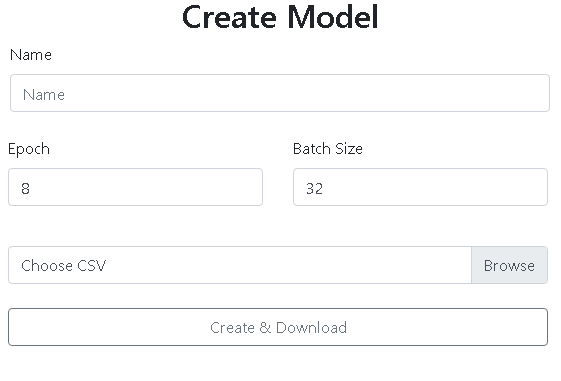 Create Model
Name
Name
Epoch
Batch Size
8
32
Choose CSV
Browse
Create & Download